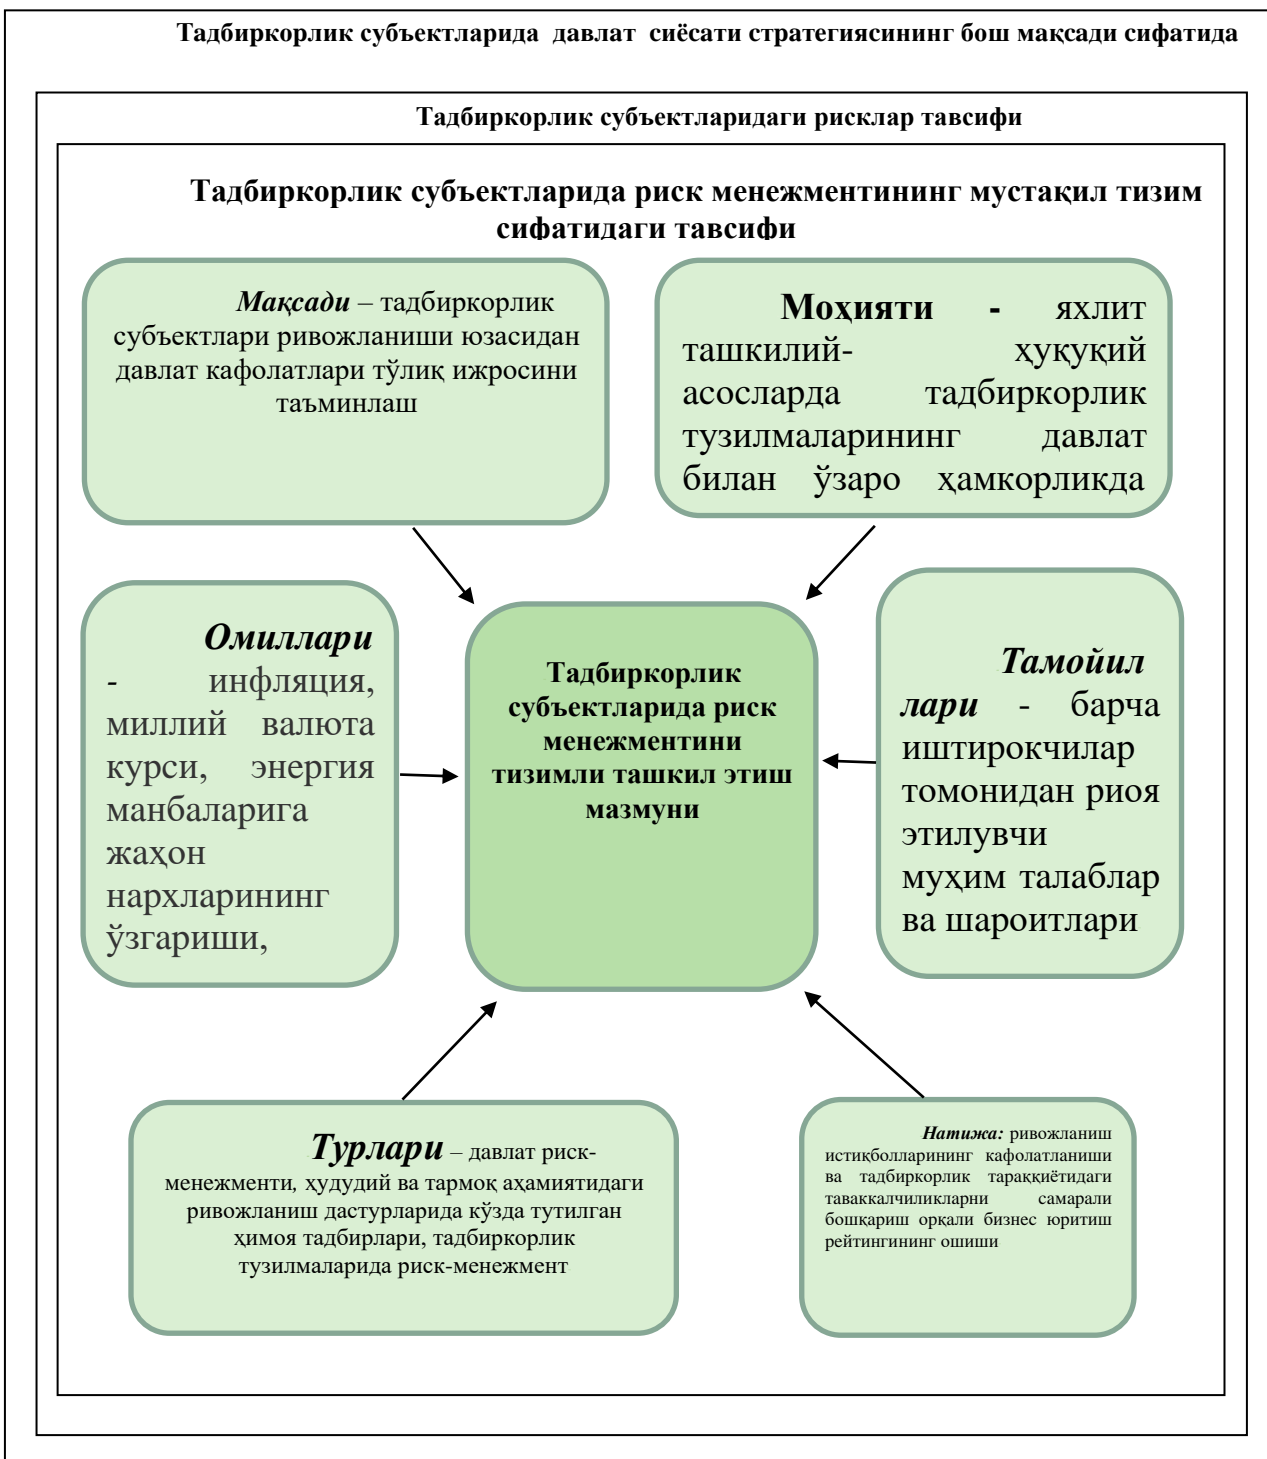 Тадбиркорлик субъектларида давлат сиёсати стратегиясининг бош мақсади сифатида
Тадбиркорлик субъектларидаги рисклар тавсифи
Тадбиркорлик субъектларида риск менежментининг мустақил тизим
сифатидаги тавсифи
Мақсади – тадбиркорлик
субъектлари ривожланиши юзасидан
давлат кафолатлари тўлиқ ижросини
таъминлаш
Моҳияти - яхлит
ташкилий- ҳуқуқий
асосларда тадбиркорлик
тузилмаларининг давлат
билан ўзаро ҳамкорликда
Омиллари
- инфляция,
миллий валюта
курси, энергия
манбаларига
жаҳон
нархларининг
ўзгариши,
Тадбиркорлик
субъектларида риск
менежментини
тизимли ташкил этиш
мазмуни
Тамойил
лари - барча
иштирокчилар
томонидан риоя
этилувчи
муҳим талаблар
ва шароитлари
Турлари – давлат риск-
менежменти, ҳудудий ва тармоқ аҳамиятидаги
ривожланиш дастурларида кўзда тутилган
ҳимоя тадбирлари, тадбиркорлик
тузилмаларида риск-менежмент
Натижа: ривожланиш
истиқболларининг кафолатланиши
ва тадбиркорлик тараққиётидаги
таваккалчиликларни самарали
бошқариш орқали бизнес юритиш
рейтингининг ошиши